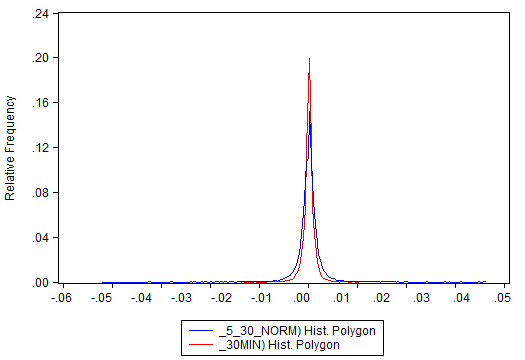 .24
.20
.16
.12
.08
.04
.00
Relative Frequency
-.06 -.05 -.04 -.03 -.02 -.01 .00 .01 .02 .03 .04 .05
_5_30_NORM) Hist. Polygon
_30MIN) Hist. Polygon